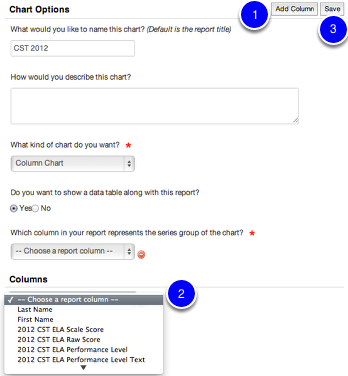 Chart Options
1
Add Column
Save
3
What would you like to name this chart? (Default is the report title)
CST 2012
How would you describe this chart?
What kind of chart do you want? *
Column Chart
Do you want to show a data table along with this report?
Yes No
Which column in your report represents the series group of the chart? *
-- Choose a report column --
Columns
2
✓ -- Choose a report column --
Last Name
First Name
2012 CST ELA Scale Score
2012 CST ELA Raw Score
2012 CST ELA Performance Level
2012 CST ELA Performance Level Text